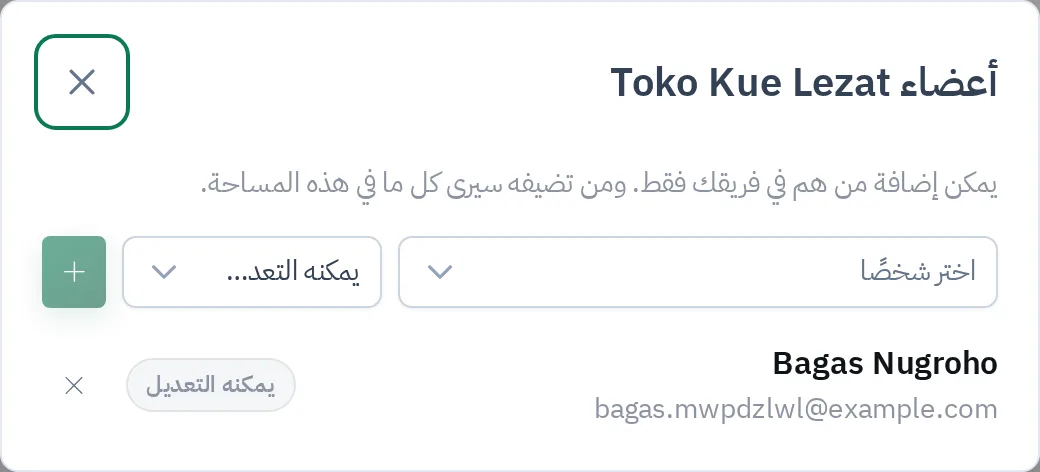 أعضاء Toko Kue Lezat
يمكن إضافة من هم في فريقك فقط. ومن تضيفه سيرى كل ما في هذه المساحة.
اختر شخصًا
يمكنه التعد...
Bagas Nugroho
يمكنه التعديل
bagas.mwpdzlwl@example.com